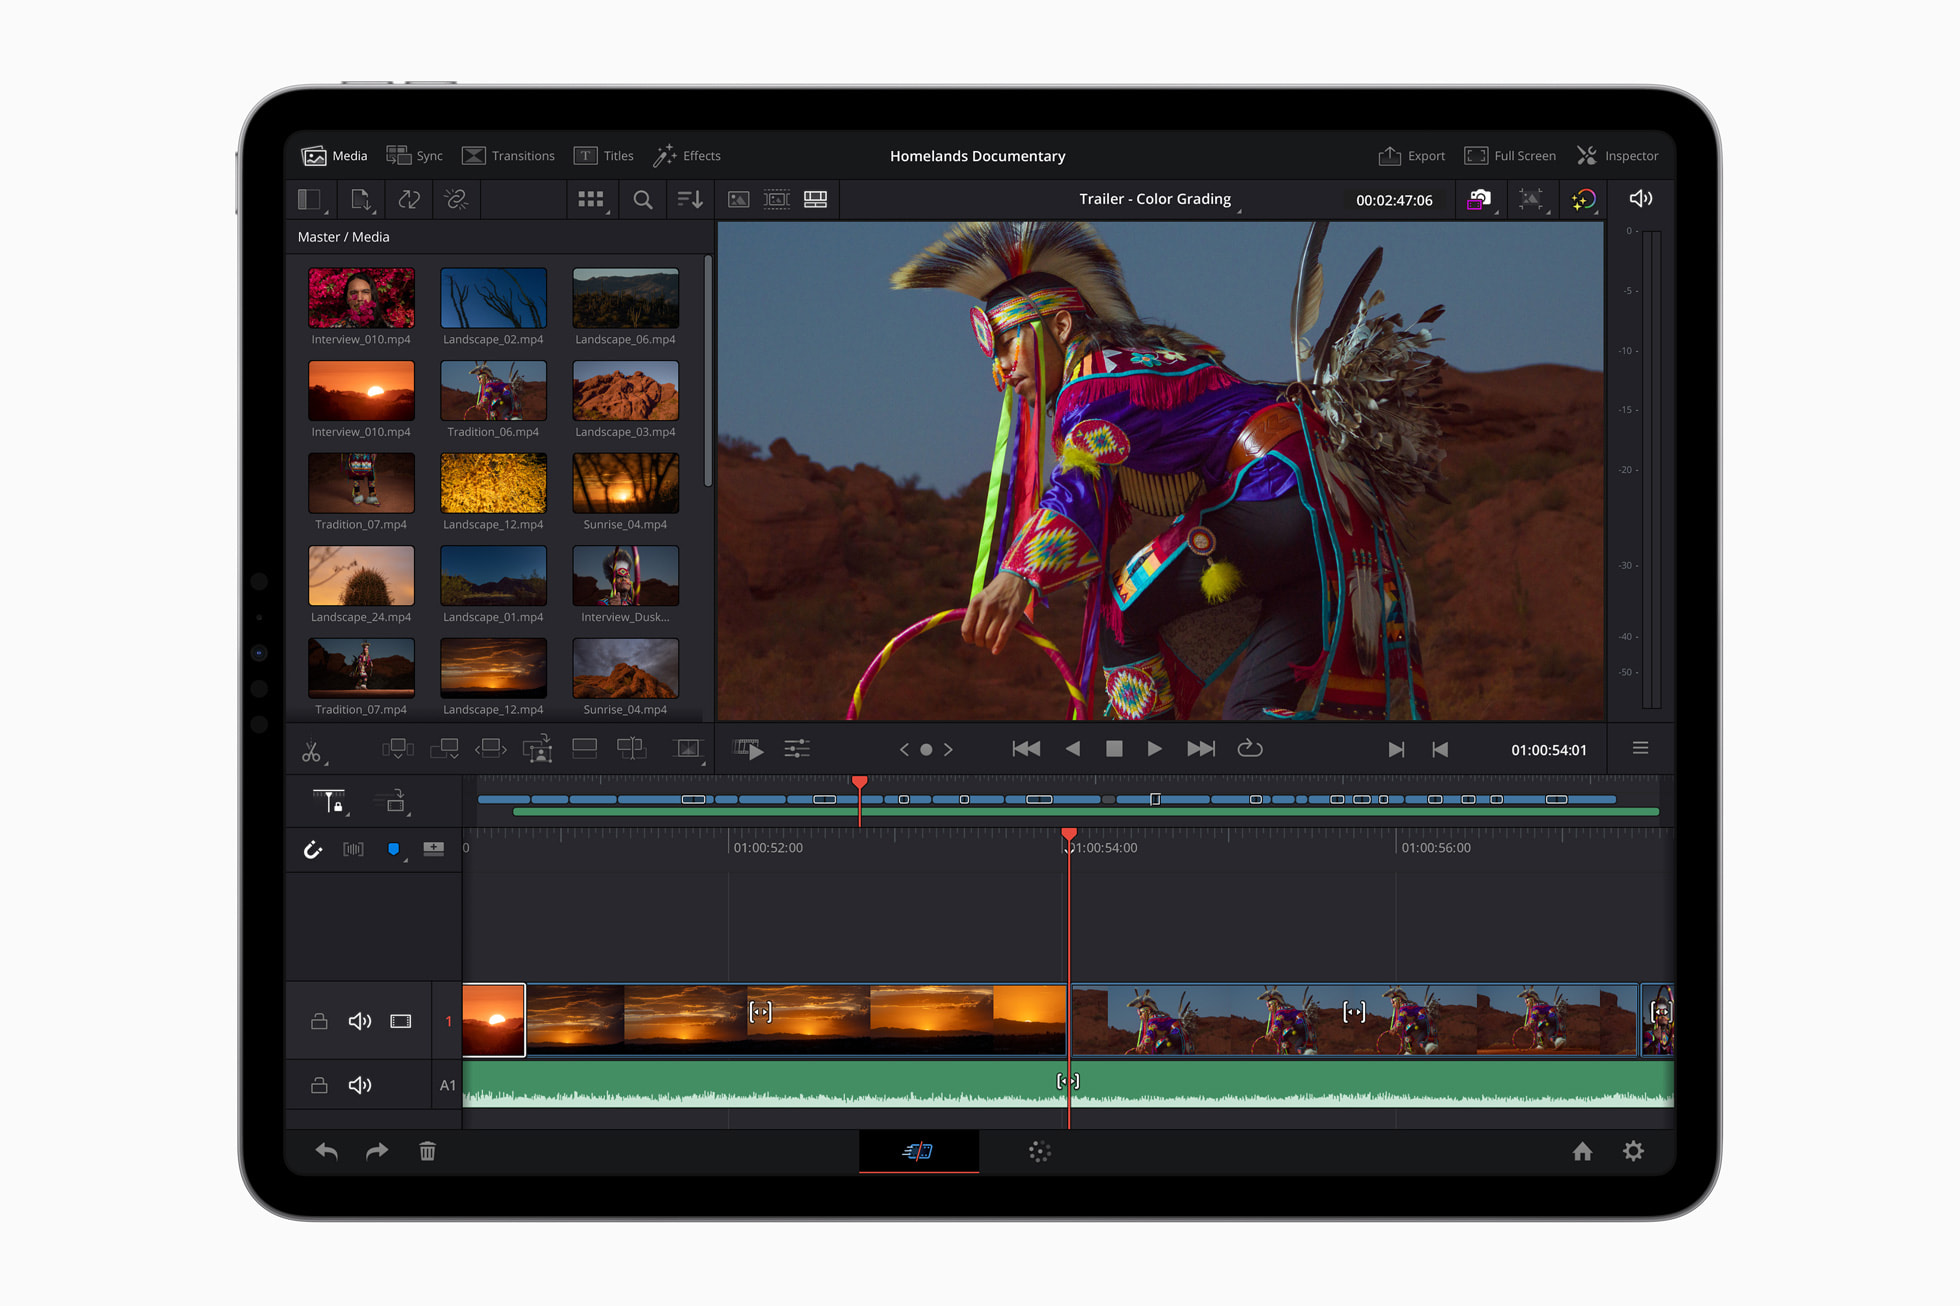 Media Sync Transitions Titles Effects Homelands Documentary Export Full Screen Inspector
Trailer - Color Grading 00:02:47:06
Master / Media
Interview_010.mp4 Landscape_02.mp4 Landscape_06.mp4
Interview_010.mp4 Tradition_06.mp4 Landscape_03.mp4
Tradition_07.mp4 Landscape_12.mp4 Sunrise_04.mp4
Landscape_24.mp4 Landscape_01.mp4 Interview_Dusk...
Tradition_07.mp4 Landscape_12.mp4 Sunrise_04.mp4
0
-5
-10
-15
-20
-30
-40
-50
01:00:54:01
0 01:00:52:00 01:00:54:00 01:00:56:00
1
A1